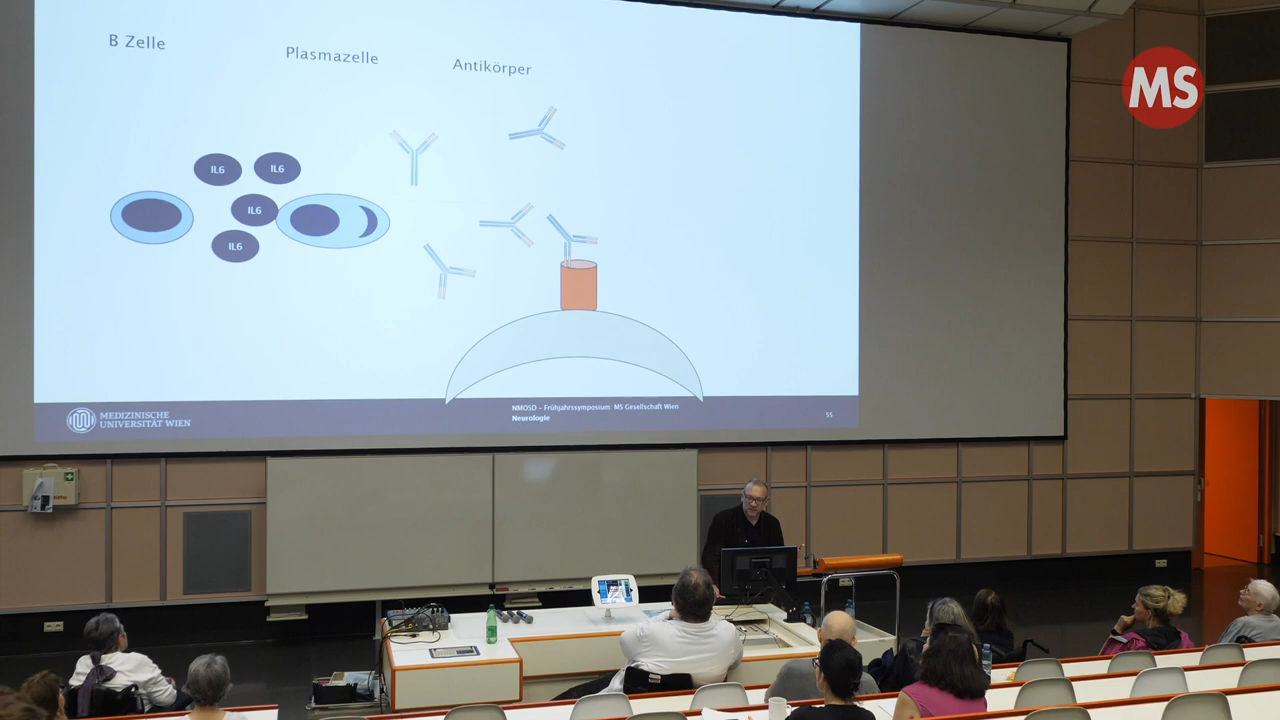 B Zelle
Plasmazelle
Antikörper
MS
IL6
IL6
IL6
IL6
MEDIZINISCHE
UNIVERSITÄT WIEN
NMOSD – Frühjahrssymposium: MS Gesellschaft Wien
Neurologie
55